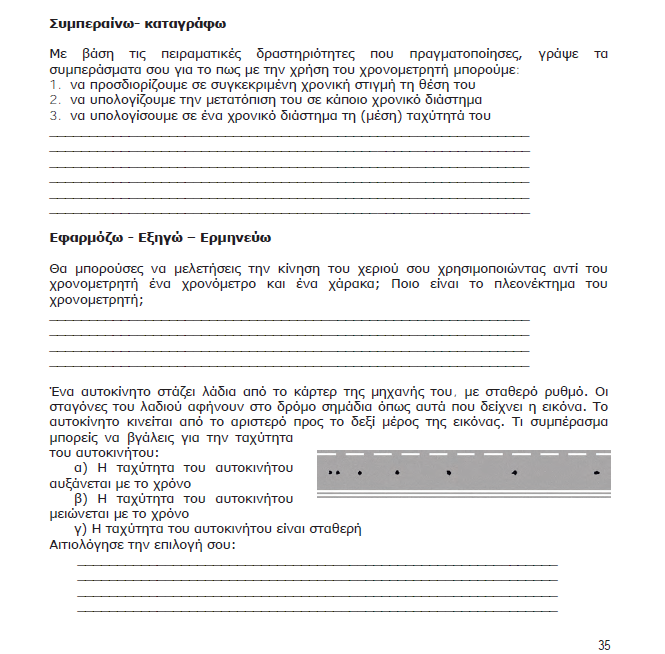 Συμπεραίνω- καταγράφω
Με βάση τις πειραματικές δραστηριότητες που πραγματοποίησες, γράψε τα
συμπεράσματα σου για το πως με την χρήση του χρονομετρητή μπορούμε:
1. να προσδιορίζουμε σε συγκεκριμένη χρονική στιγμή τη θέση του
2. να υπολογίζουμε την μετατόπιση του σε κάποιο χρονικό διάστημα
3. να υπολογίσουμε σε ένα χρονικό διάστημα τη (μέση) ταχύτητά του
Εφαρμόζω - Εξηγώ – Ερμηνεύω
Θα μπορούσες να μελετήσεις την κίνηση του χεριού σου χρησιμοποιώντας αντί του
χρονομετρητή ένα χρονόμετρο και ένα χάρακα; Ποιο είναι το πλεονέκτημα του
χρονομετρητή;
Ένα αυτοκίνητο στάζει λάδια από το κάρτερ της μηχανής του, με σταθερό ρυθμό. Οι
σταγόνες του λαδιού αφήνουν στο δρόμο σημάδια όπως αυτά που δείχνει η εικόνα. Το
αυτοκίνητο κινείται από το αριστερό προς το δεξί μέρος της εικόνας. Τι συμπέρασμα
μπορείς να βγάλεις για την ταχύτητα
του αυτοκινήτου:
α) Η ταχύτητα του αυτοκινήτου
αυξάνεται με το χρόνο
β) Η ταχύτητα του αυτοκινήτου
μειώνεται με το χρόνο
γ) Η ταχύτητα του αυτοκινήτου είναι σταθερή
Αιτιολόγησε την επιλογή σου:
35